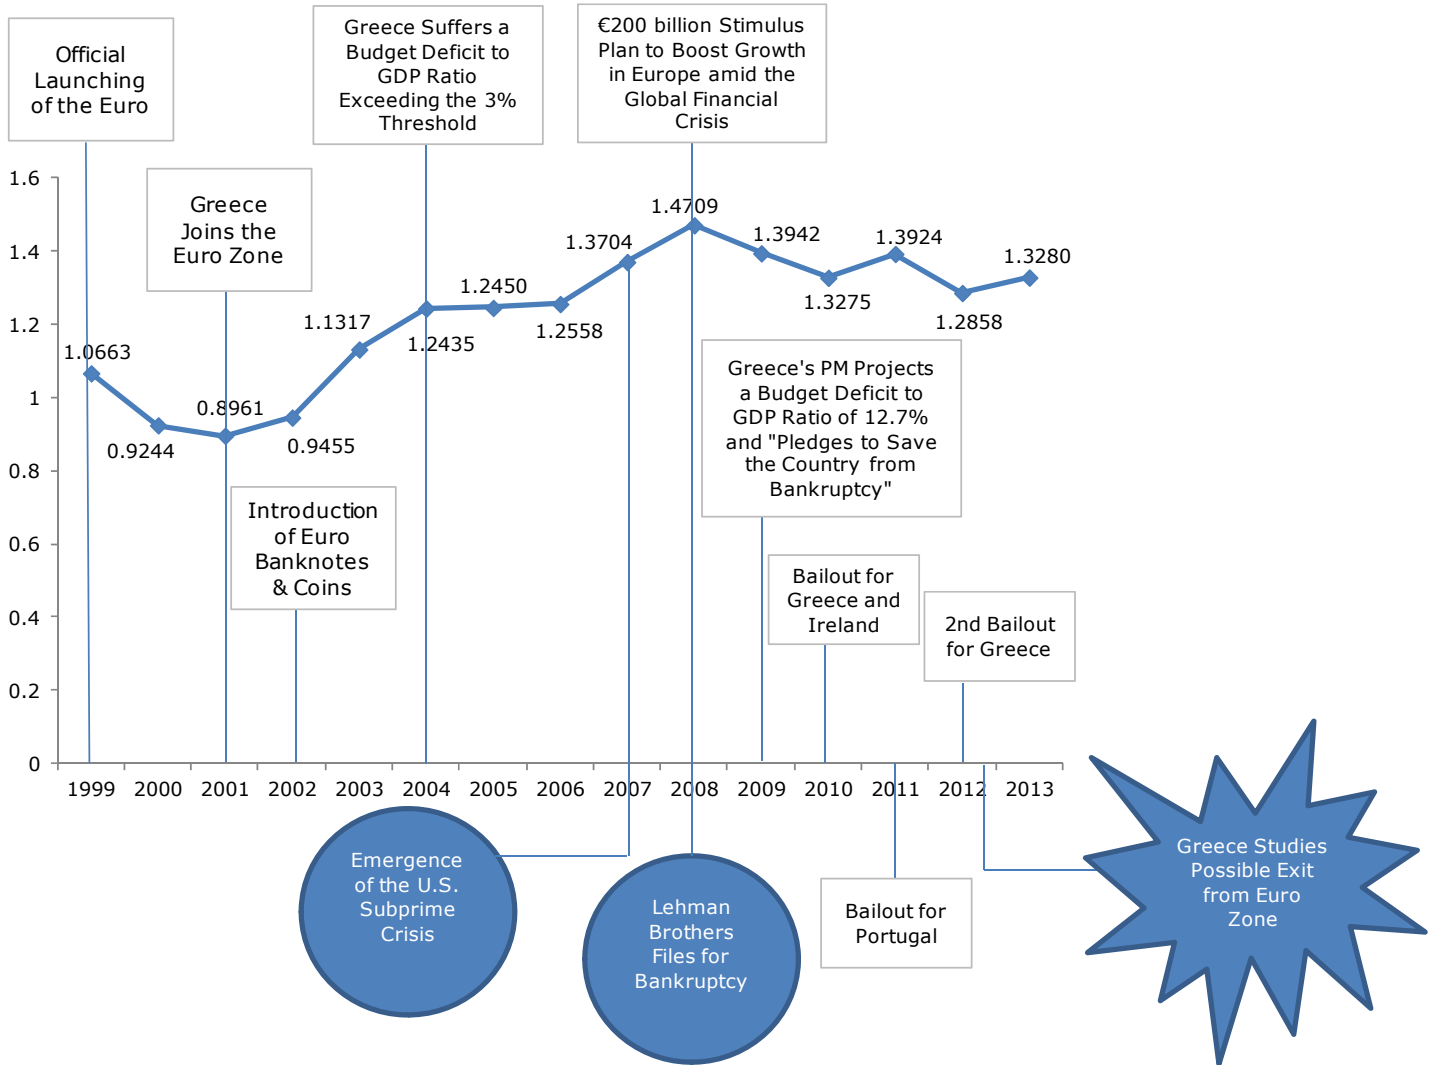 Official
Launching
of the Euro
Greece Suffers a
Budget Deficit to
GDP Ratio
Exceeding the 3%
Threshold
€200 billion Stimulus
Plan to Boost Growth
in Europe amid the
Global Financial
Crisis
Greece
Joins the
Euro Zone
1.6
1.4
1.2
1
0.8
0.6
0.4
0.2
0
1.0663
0.9244
0.8961
0.9455
1.1317
1.2435
1.2450
1.2558
1.3704
1.4709
1.3942
1.3275
1.3924
1.2858
1.3280
Introduction
of Euro
Banknotes
& Coins
Greece's PM Projects
a Budget Deficit to
GDP Ratio of 12.7%
and "Pledges to Save
the Country from
Bankruptcy"
Bailout for
Greece and
Ireland
2nd Bailout
for Greece
1999 2000 2001 2002 2003 2004 2005 2006 2007 2008 2009 2010 2011 2012 2013
Emergence
of the U.S.
Subprime
Crisis
Lehman
Brothers
Files for
Bankruptcy
Bailout for
Portugal
Greece Studies
Possible Exit
from Euro
Zone